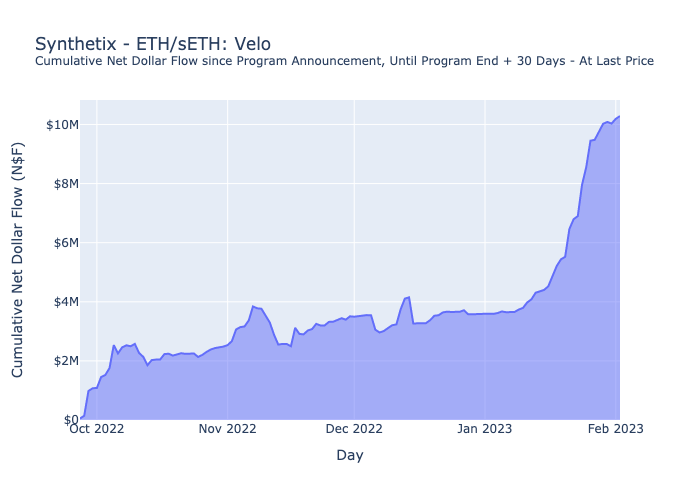 Synthetix - ETH/sETH: Velo
Cumulative Net Dollar Flow since Program Announcement, Until Program End + 30 Days - At Last Price
Cumulative Net Dollar Flow (N$F)
$10M
$8M
$6M
$4M
$2M
$0
Oct 2022 Nov 2022 Dec 2022 Jan 2023 Feb 2023
Day